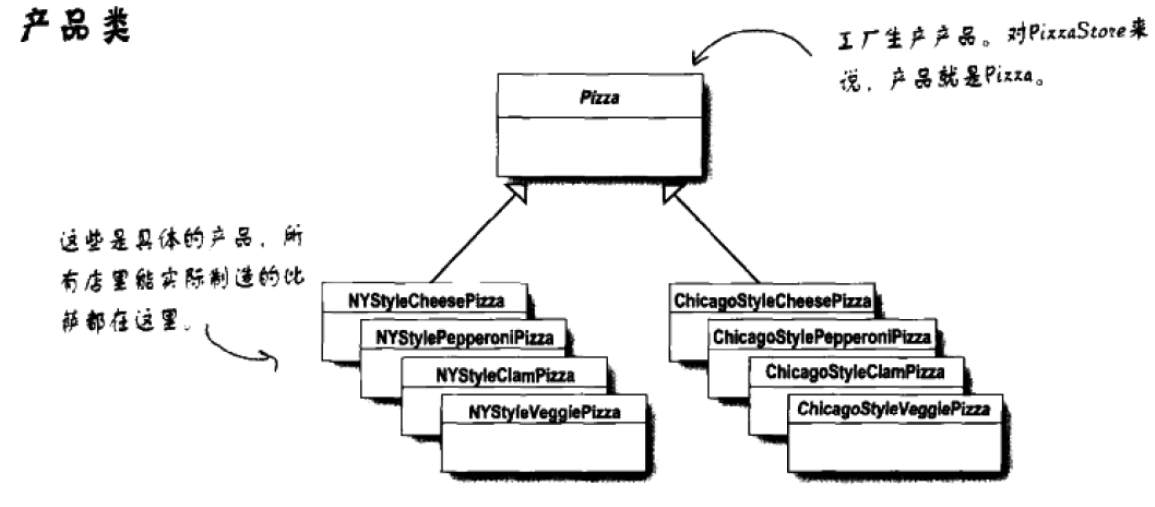 产品类
工厂生产产品。对PizzaStore来
说，产品就是Pizza。
Pizza
这些是具体的产品，所
有店里能实际制造的比
萨都在这里。
NYStyleCheesePizza
NYStylePepperoniPizza
NYStyleClamPizza
NYStyleVeggiePizza
ChicagoStyleCheesePizza
ChicagoStylePepperoniPizza
ChicagoStyleClamPizza
ChicagoStyleVeggiePizza